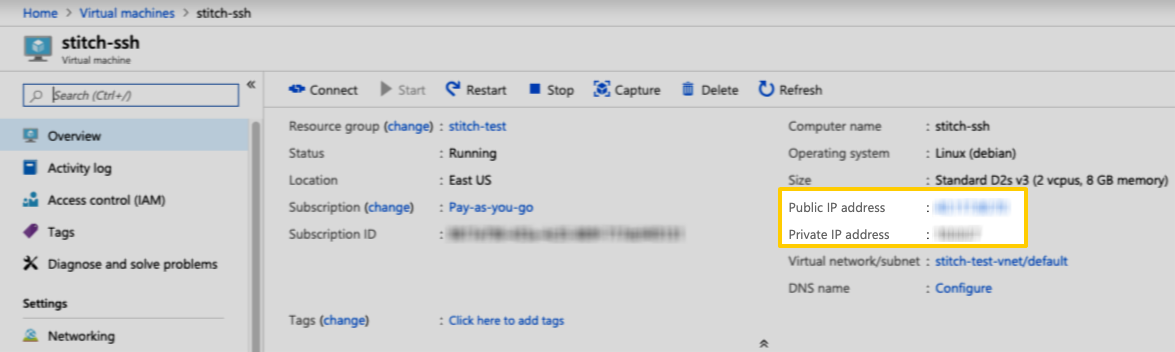 Home > Virtual machines > stitch-ssh
stitch-ssh
Virtual machine
Search (Ctrl+/)
«
Connect Start Restart Stop Capture Delete Refresh
Overview
Activity log
Access control (IAM)
Tags
Diagnose and solve problems
Settings
Networking
Resource group (change) : stitch-test
Status : Running
Location : East US
Subscription (change) : Pay-as-you-go
Subscription ID :
Tags (change) : Click here to add tags
Computer name : stitch-ssh
Operating system : Linux (debian)
Size : Standard D2s v3 (2 vcpus, 8 GB memory)
Public IP address :
Private IP address :
Virtual network/subnet : stitch-test-vnet/default
DNS name : Configure